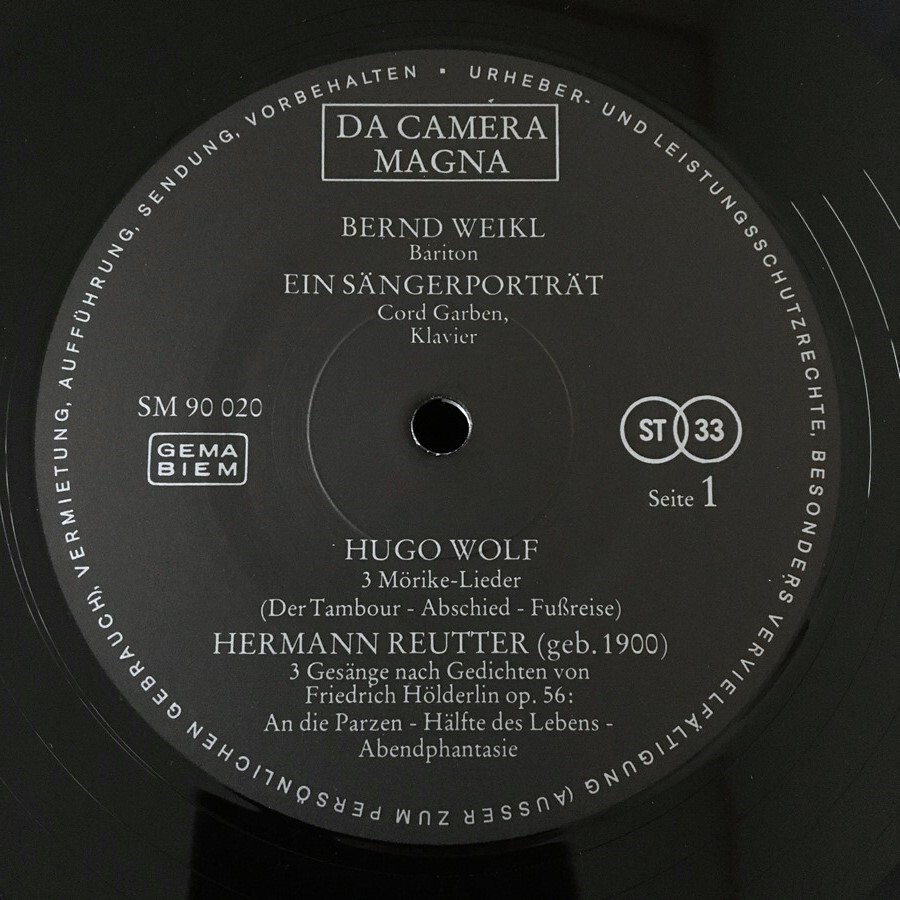 URHEBER- UND LEISTUNGSSCHUTZRECHTE, BESONDERS VERVIELFÄLTIGUNG (AUSSER ZUM PERSÖNLICHEN GEBRAUCH), VERMIETUNG, AUFFÜHRUNG, SENDUNG, VORBEHALTEN ·
DA CAMERA
MAGNA
BERND WEIKL
Bariton
EIN SÄNGERPORTRÄT
Cord Garben,
Klavier
SM 90 020
GEMA
BIEM
ST 33
Seite 1
HUGO WOLF
3 Mörike-Lieder
(Der Tambour - Abschied - Fußreise)
HERMANN REUTTER (geb. 1900)
3 Gesänge nach Gedichten von
Friedrich Hölderlin op. 56:
An die Parzen - Hälfte des Lebens -
Abendphantasie